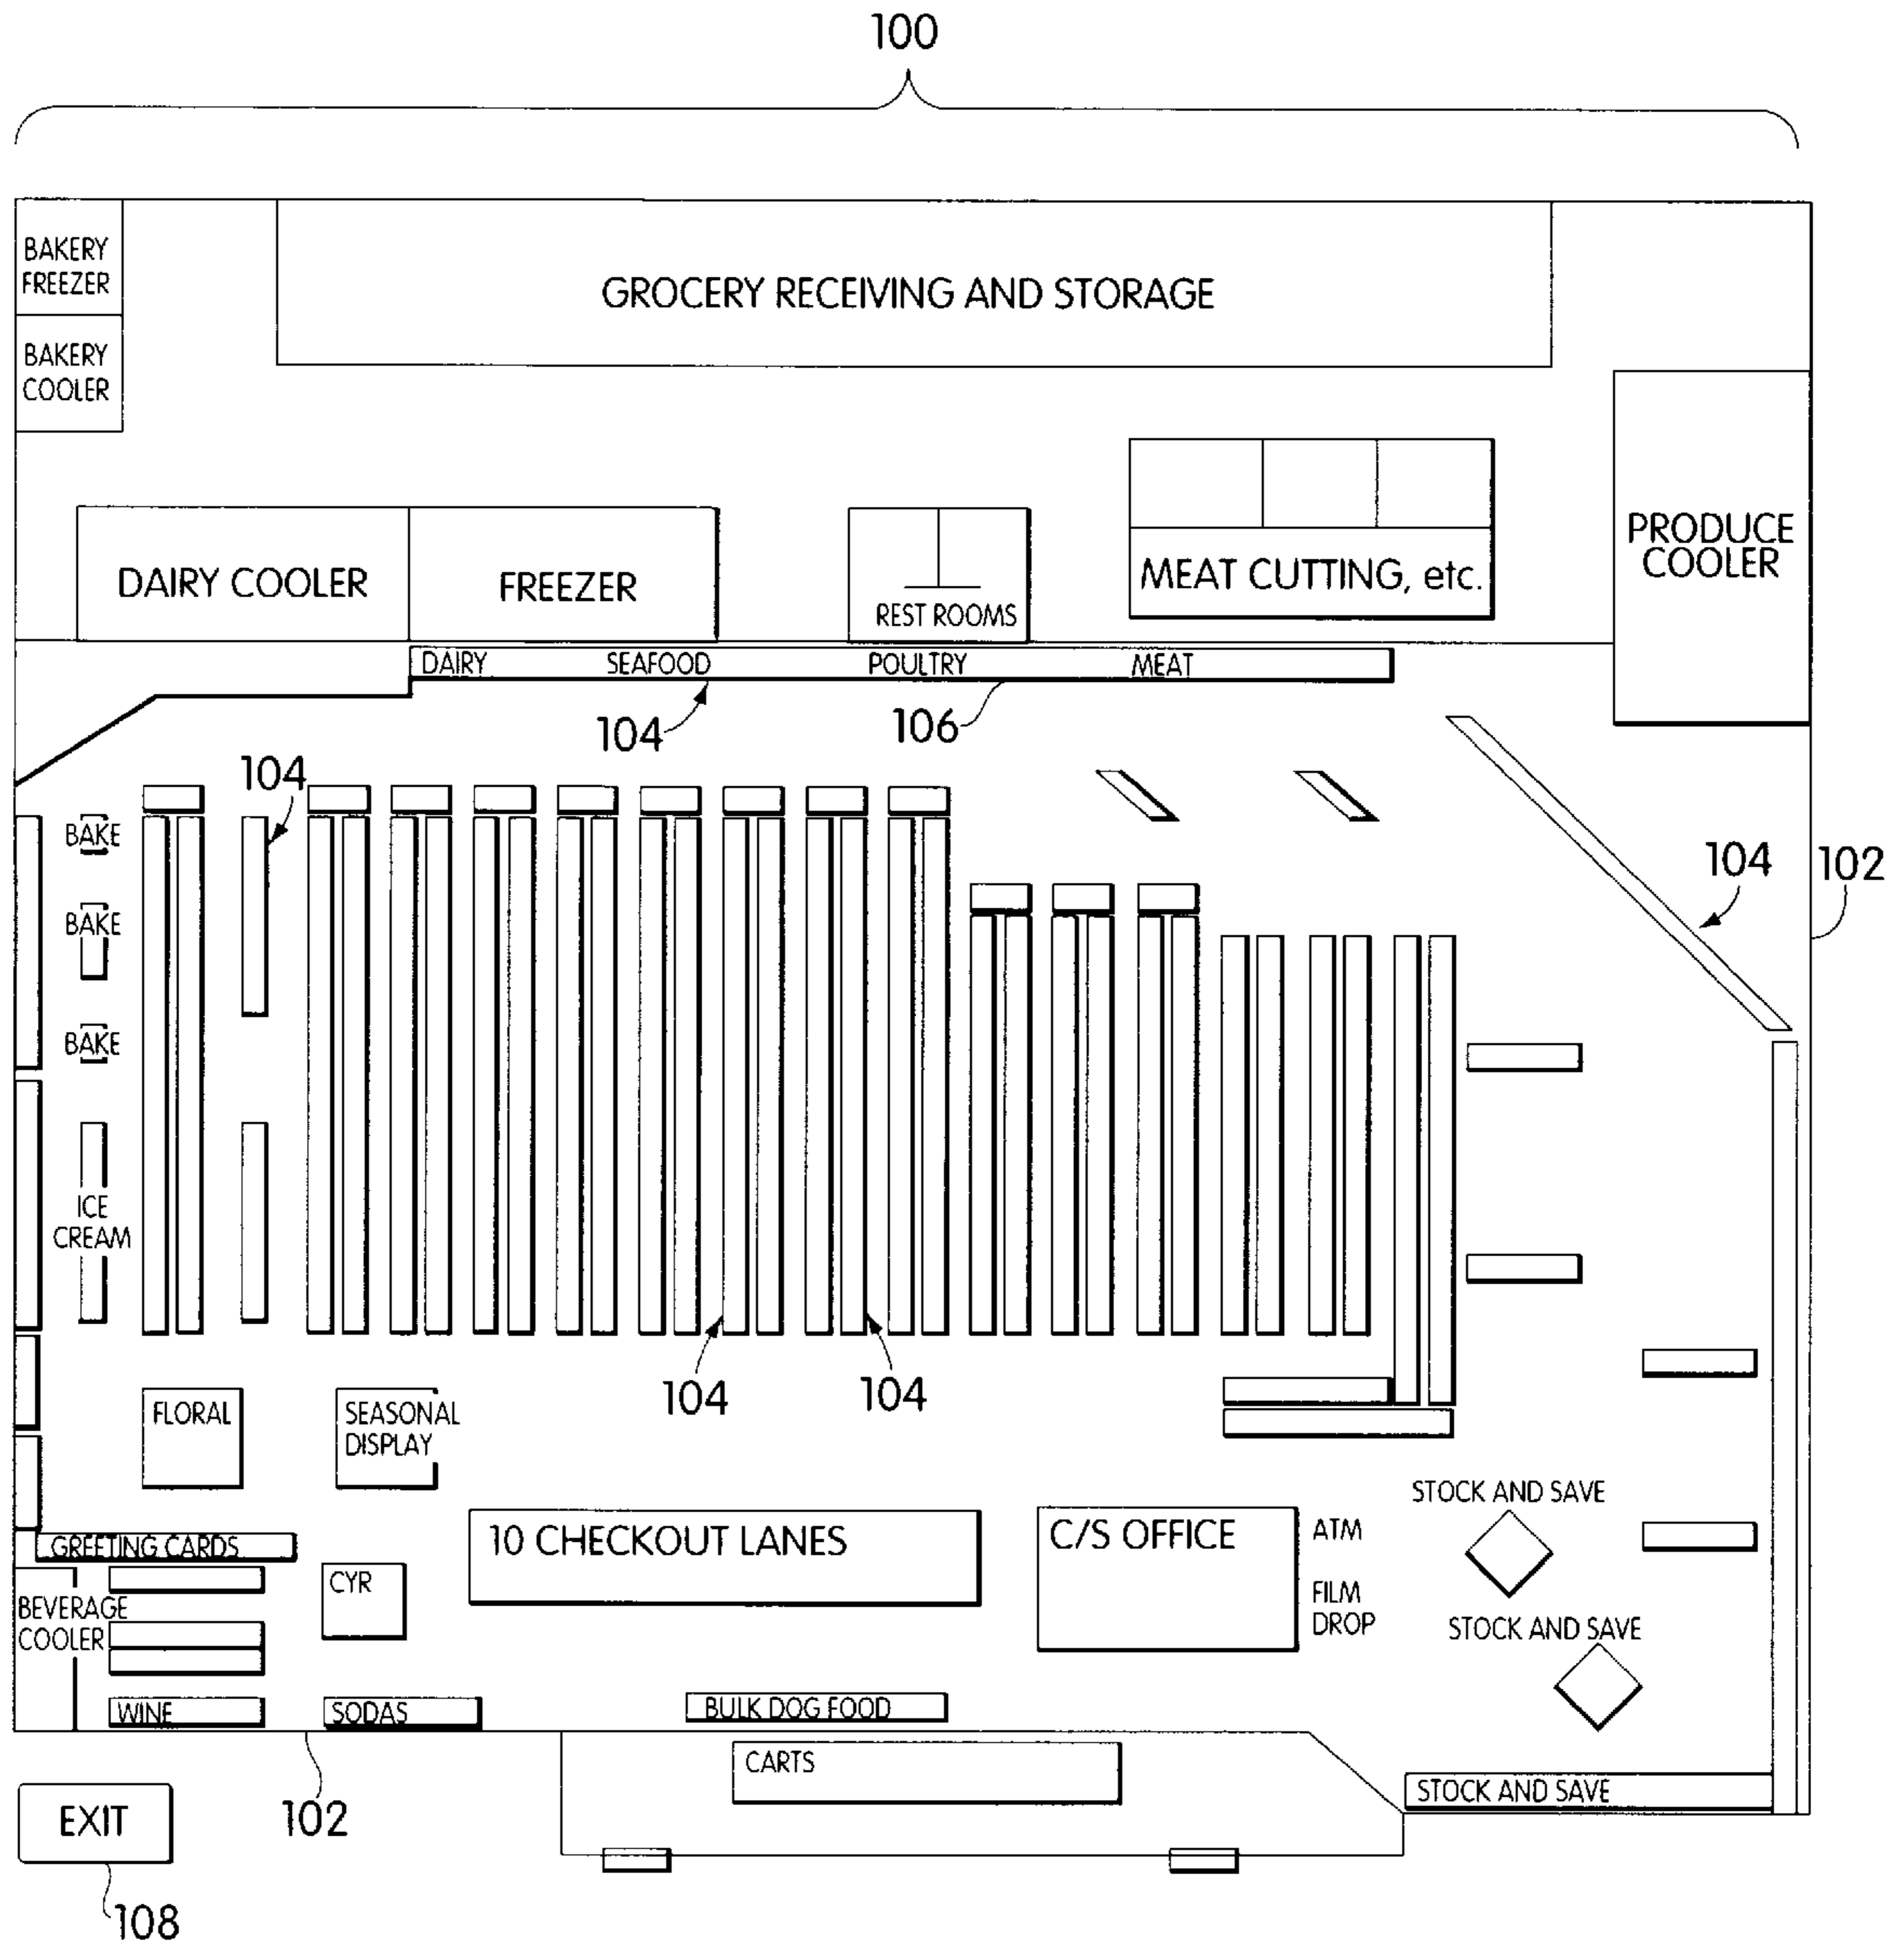 100
BAKERY
FREEZER
GROCERY RECEIVING AND STORAGE
BAKERY
COOLER
PRODUCE
COOLER
DAIRY COOLER
FREEZER
REST ROOMS
MEAT CUTTING, etc.
DAIRY
SEAFOOD
POULTRY
MEAT
104
106
104
104
102
BAKE
BAKE
BAKE
ICE
CREAM
104
104
FLORAL
SEASONAL
DISPLAY
STOCK AND SAVE
10 CHECKOUT LANES
C/S OFFICE
ATM
GREETING CARDS
CYR
FILM
DROP
BEVERAGE
COOLER
STOCK AND SAVE
WINE
SODAS
BULK DOG FOOD
CARTS
STOCK AND SAVE
EXIT
102
108